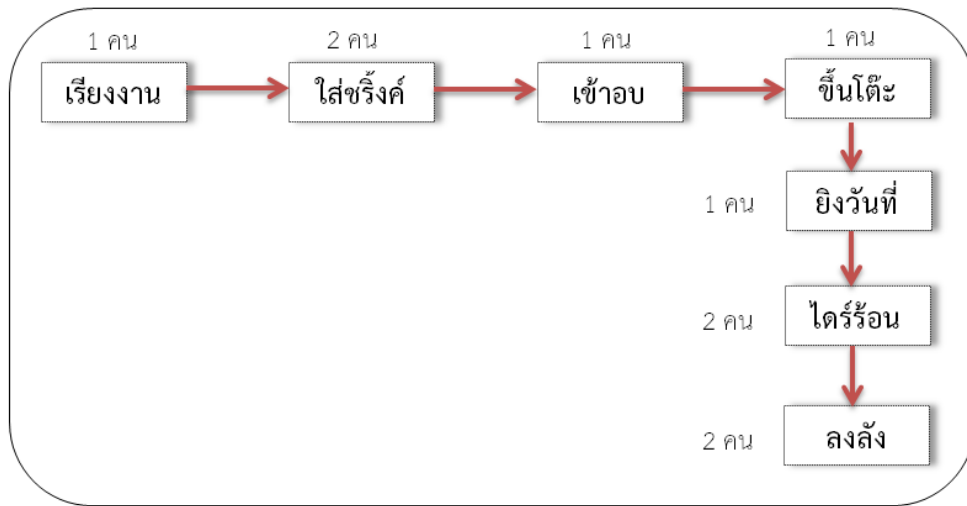 1 คน
2 คน
1 คน
1 คน
เรียงงาน
ใส่ชริ้งค์
เข้าอบ
ขึ้นโต๊ะ
1 คน
ยิงวันที่
2 คน
ไดร์ร้อน
2 คน
ลงลัง